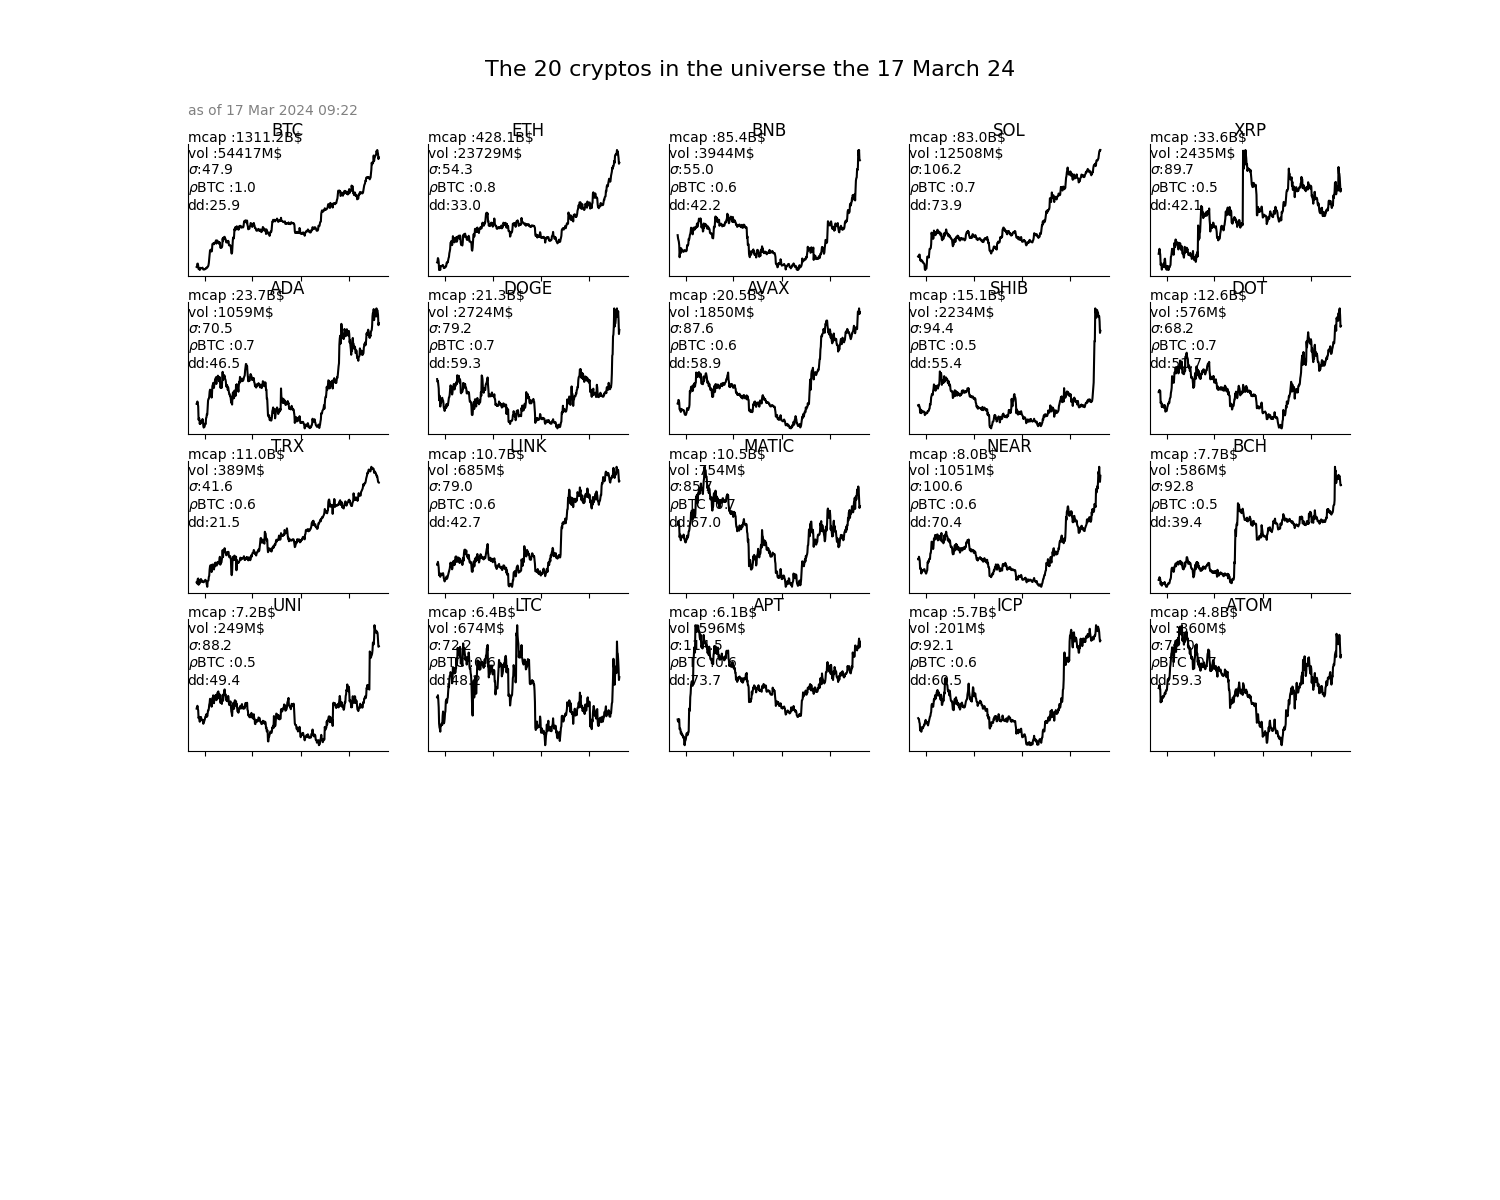 The 20 cryptos in the universe the 17 March 24
as of 17 Mar 2024 09:22
BTC
mcap :1311.2B$
vol :54417M$
σ:47.9
ρBTC :1.0
dd:25.9
ETH
mcap :428.1B$
vol :23729M$
σ:54.3
ρBTC :0.8
dd:33.0
BNB
mcap :85.4B$
vol :3944M$
σ:55.0
ρBTC :0.6
dd:42.2
SOL
mcap :83.0B$
vol :12508M$
σ:106.2
ρBTC :0.7
dd:73.9
XRP
mcap :33.6B$
vol :2435M$
σ:89.7
ρBTC :0.5
dd:42.1
ADA
mcap :23.7B$
vol :1059M$
σ:70.5
ρBTC :0.7
dd:46.5
DOGE
mcap :21.3B$
vol :2724M$
σ:79.2
ρBTC :0.7
dd:59.3
AVAX
mcap :20.5B$
vol :1850M$
σ:87.6
ρBTC :0.6
dd:58.9
SHIB
mcap :15.1B$
vol :2234M$
σ:94.4
ρBTC :0.5
dd:55.4
DOT
mcap :12.6B$
vol :576M$
σ:68.2
ρBTC :0.7
TRX
mcap :11.0B$
vol :389M$
σ:41.6
ρBTC :0.6
dd:21.5
LINK
mcap :10.7B$
vol :685M$
σ:79.0
ρBTC :0.6
dd:42.7
MATIC
mcap :10.5B$
vol :754M$
ρBTC :0.7
dd:67.0
NEAR
mcap :8.0B$
vol :1051M$
σ:100.6
ρBTC :0.6
dd:70.4
BCH
mcap :7.7B$
vol :586M$
σ:92.8
ρBTC :0.5
dd:39.4
UNI
mcap :7.2B$
vol :249M$
σ:88.2
ρBTC :0.5
dd:49.4
LTC
mcap :6.4B$
vol :674M$
σ:72.2
ρBTC :0.6
APT
mcap :6.1B$
vol :596M$
ρBTC :0.6
dd:73.7
ICP
mcap :5.7B$
vol :201M$
σ:92.1
ρBTC :0.6
dd:60.5
ATOM
mcap :4.8B$
vol :360M$
ρBTC :0.7
dd:59.3